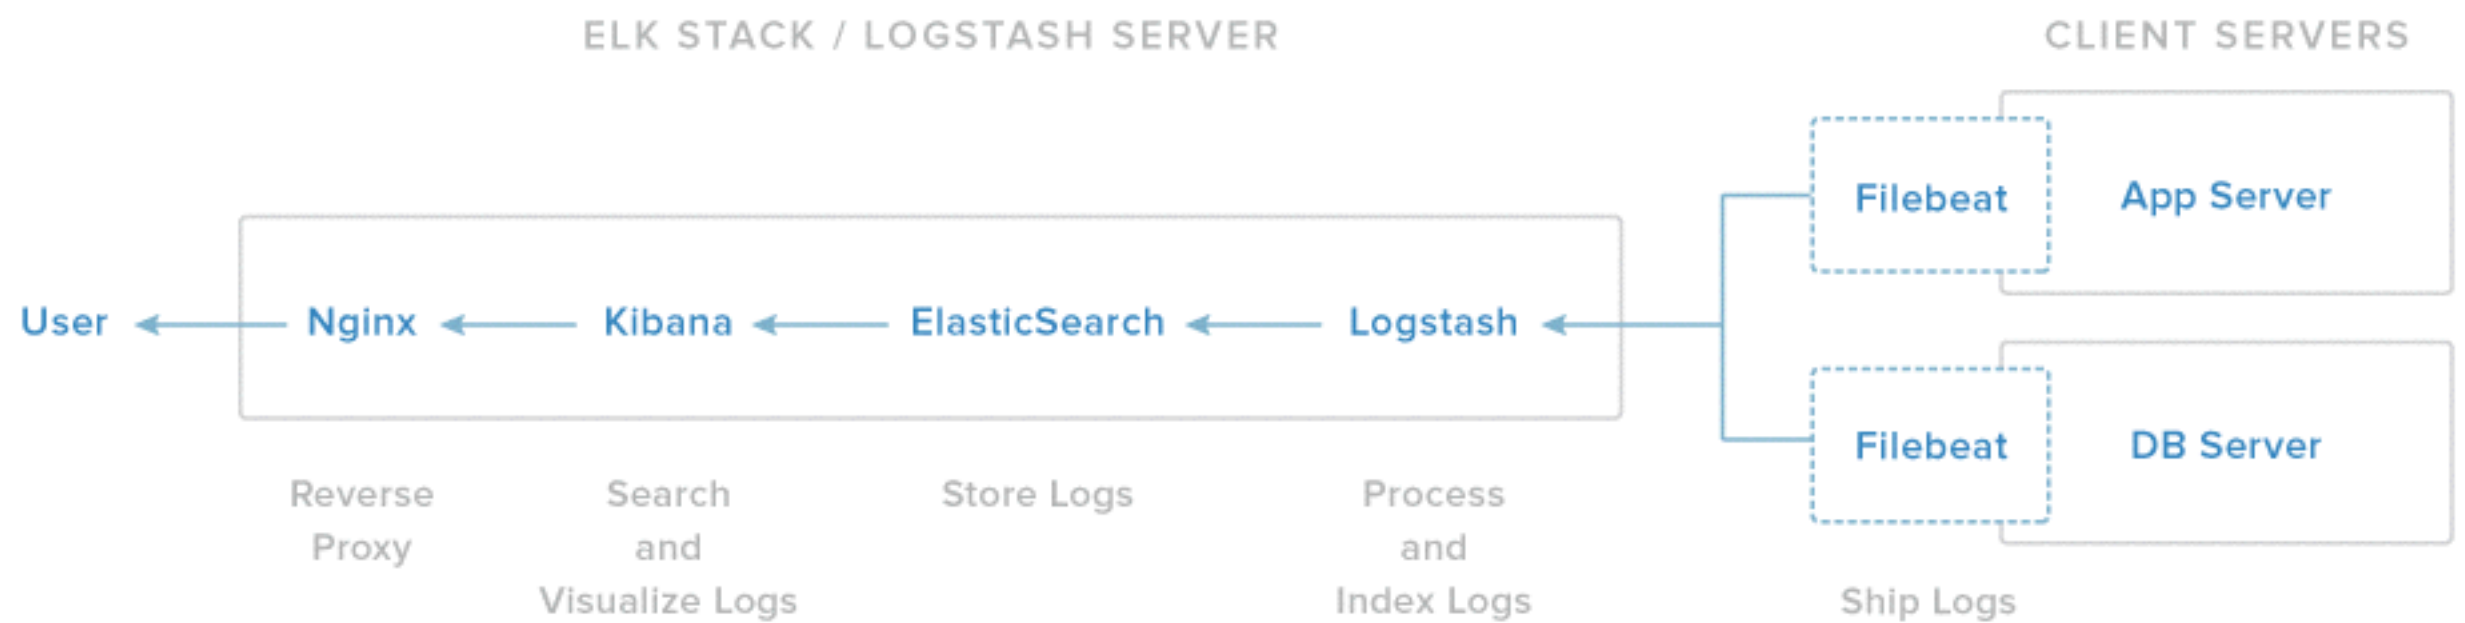 ELK STACK / LOGSTASH SERVER
CLIENT SERVERS
Filebeat
App Server
User
Nginx
Kibana
ElasticSearch
Logstash
Filebeat
DB Server
Reverse
Proxy
Search
and
Visualize Logs
Store Logs
Process
and
Index Logs
Ship Logs